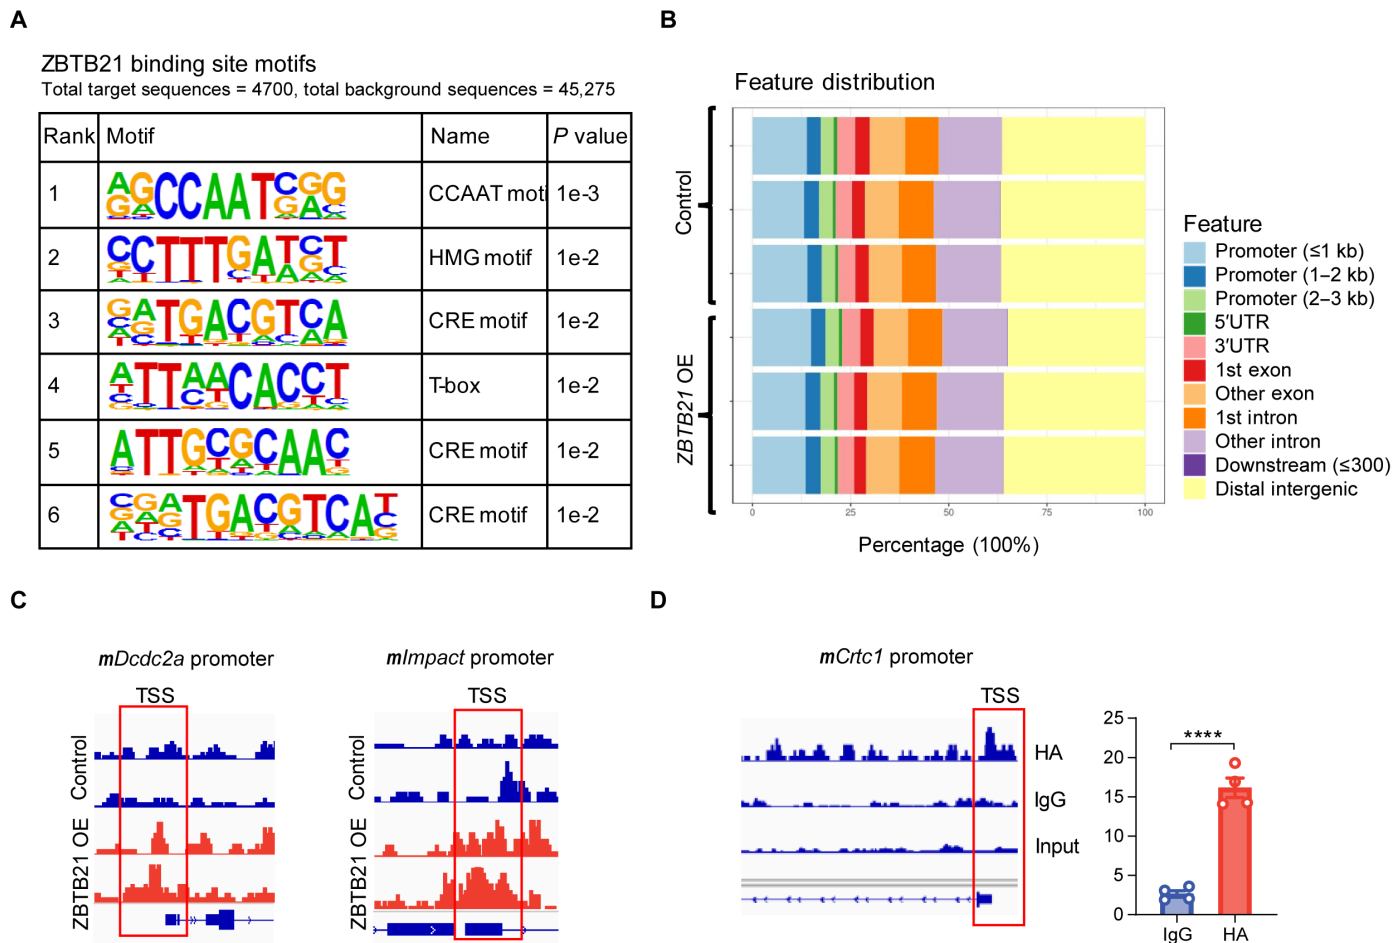 A
ZBTB21 binding site motifs
Total target sequences = 4700, total background sequences = 45,275
Rank Motif Name P value
1 CCAAT moti 1e-3
2 HMG motif 1e-2
3 CRE motif 1e-2
4 T-box 1e-2
5 CRE motif 1e-2
6 CRE motif 1e-2
B
Feature distribution
Control
ZBTB21 OE
0 25 50 75 100
Percentage (100%)
Feature
Promoter (≤1 kb)
Promoter (1–2 kb)
Promoter (2–3 kb)
5′UTR
3′UTR
1st exon
Other exon
1st intron
Other intron
Downstream (≤300)
Distal intergenic
C
mDcdc2a promoter
TSS
Control
ZBTB21 OE
mImpact promoter
TSS
Control
ZBTB21 OE
D
mCrtc1 promoter
TSS
HA
IgG
Input
25
20
15
10
5
0
****
IgG HA